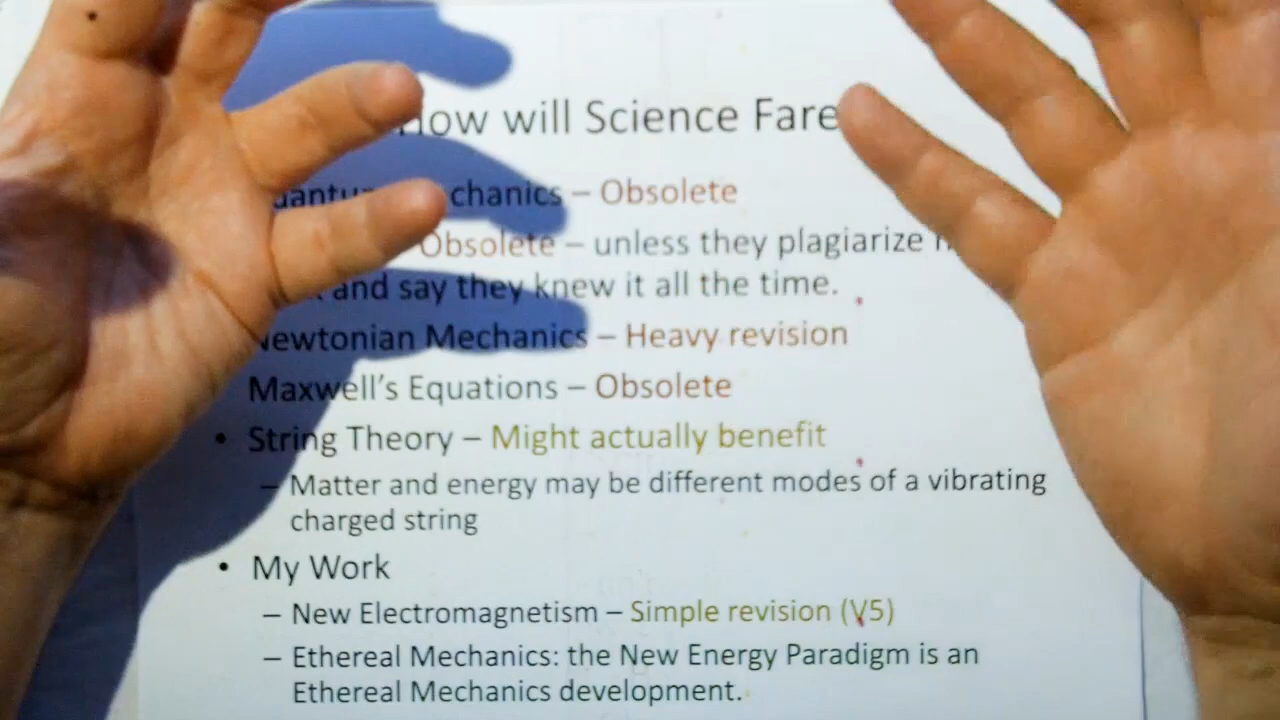 How will Science Fare
Quantum Mechanics – Obsolete
Obsolete – unless they plagiarize
and say they knew it all the time.
Newtonian Mechanics – Heavy revision
Maxwell's Equations – Obsolete
• String Theory – Might actually benefit
– Matter and energy may be different modes of a vibrating
charged string
• My Work
– New Electromagnetism – Simple revision (V5)
– Ethereal Mechanics: the New Energy Paradigm is an
Ethereal Mechanics development.